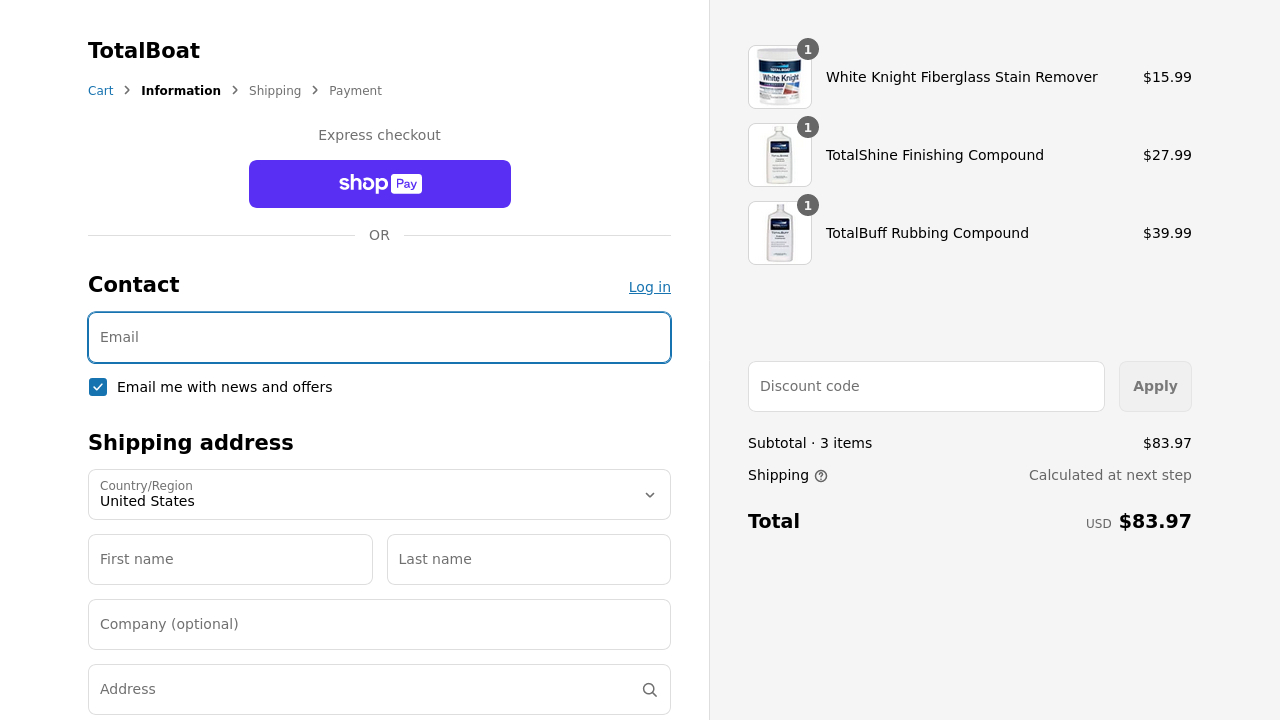 TotalBoat
Cart > Information > Shipping > Payment
Express checkout
shop Pay
OR
Contact
Log in
Email
Email me with news and offers
Shipping address
Country/Region
United States
First name
Last name
Company (optional)
Address
1
White Knight
White Knight Fiberglass Stain Remover $15.99
1
TotalShine Finishing Compound $27.99
1
TotalBuff Rubbing Compound $39.99
Discount code
Apply
Subtotal · 3 items $83.97
Shipping Calculated at next step
Total USD $83.97